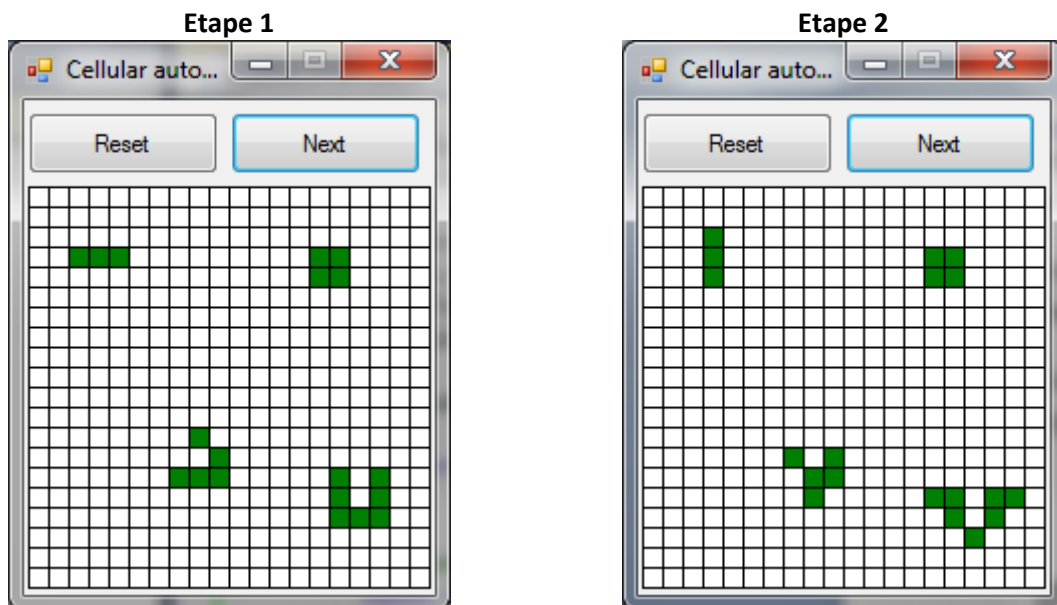 Etape 1
Etape 2
Cellular auto...
Cellular auto...
Reset
Next
Reset
Next